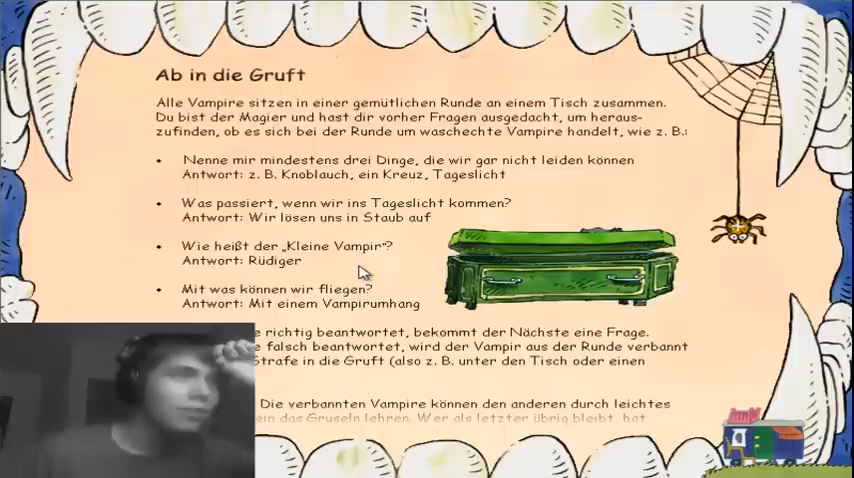 Ab in die Gruft
Alle Vampire sitzen in einer gemütlichen Runde an einem Tisch zusammen.
Du bist der Magier und hast dir vorher Fragen ausgedacht, um heraus-
zufinden, ob es sich bei der Runde um waschechte Vampire handelt, wie z. B.:
• Nenne mir mindestens drei Dinge, die wir gar nicht leiden können
Antwort: z. B. Knoblauch, ein Kreuz, Tageslicht
• Was passiert, wenn wir ins Tageslicht kommen?
Antwort: Wir lösen uns in Staub auf
• Wie heißt der „Kleine Vampir"?
Antwort: Rüdiger
• Mit was können wir fliegen?
Antwort: Mit einem Vampirumhang
e richtig beantwortet, bekommt der Nächste eine Frage.
e falsch beantwortet, wird der Vampir aus der Runde verbannt
Strafe in die Gruft (also z. B. unter den Tisch oder einen
Die verbannten Vampire können den anderen durch leichtes
ein das Gruseln lehren. Wer als letzter übrig bleibt, hat